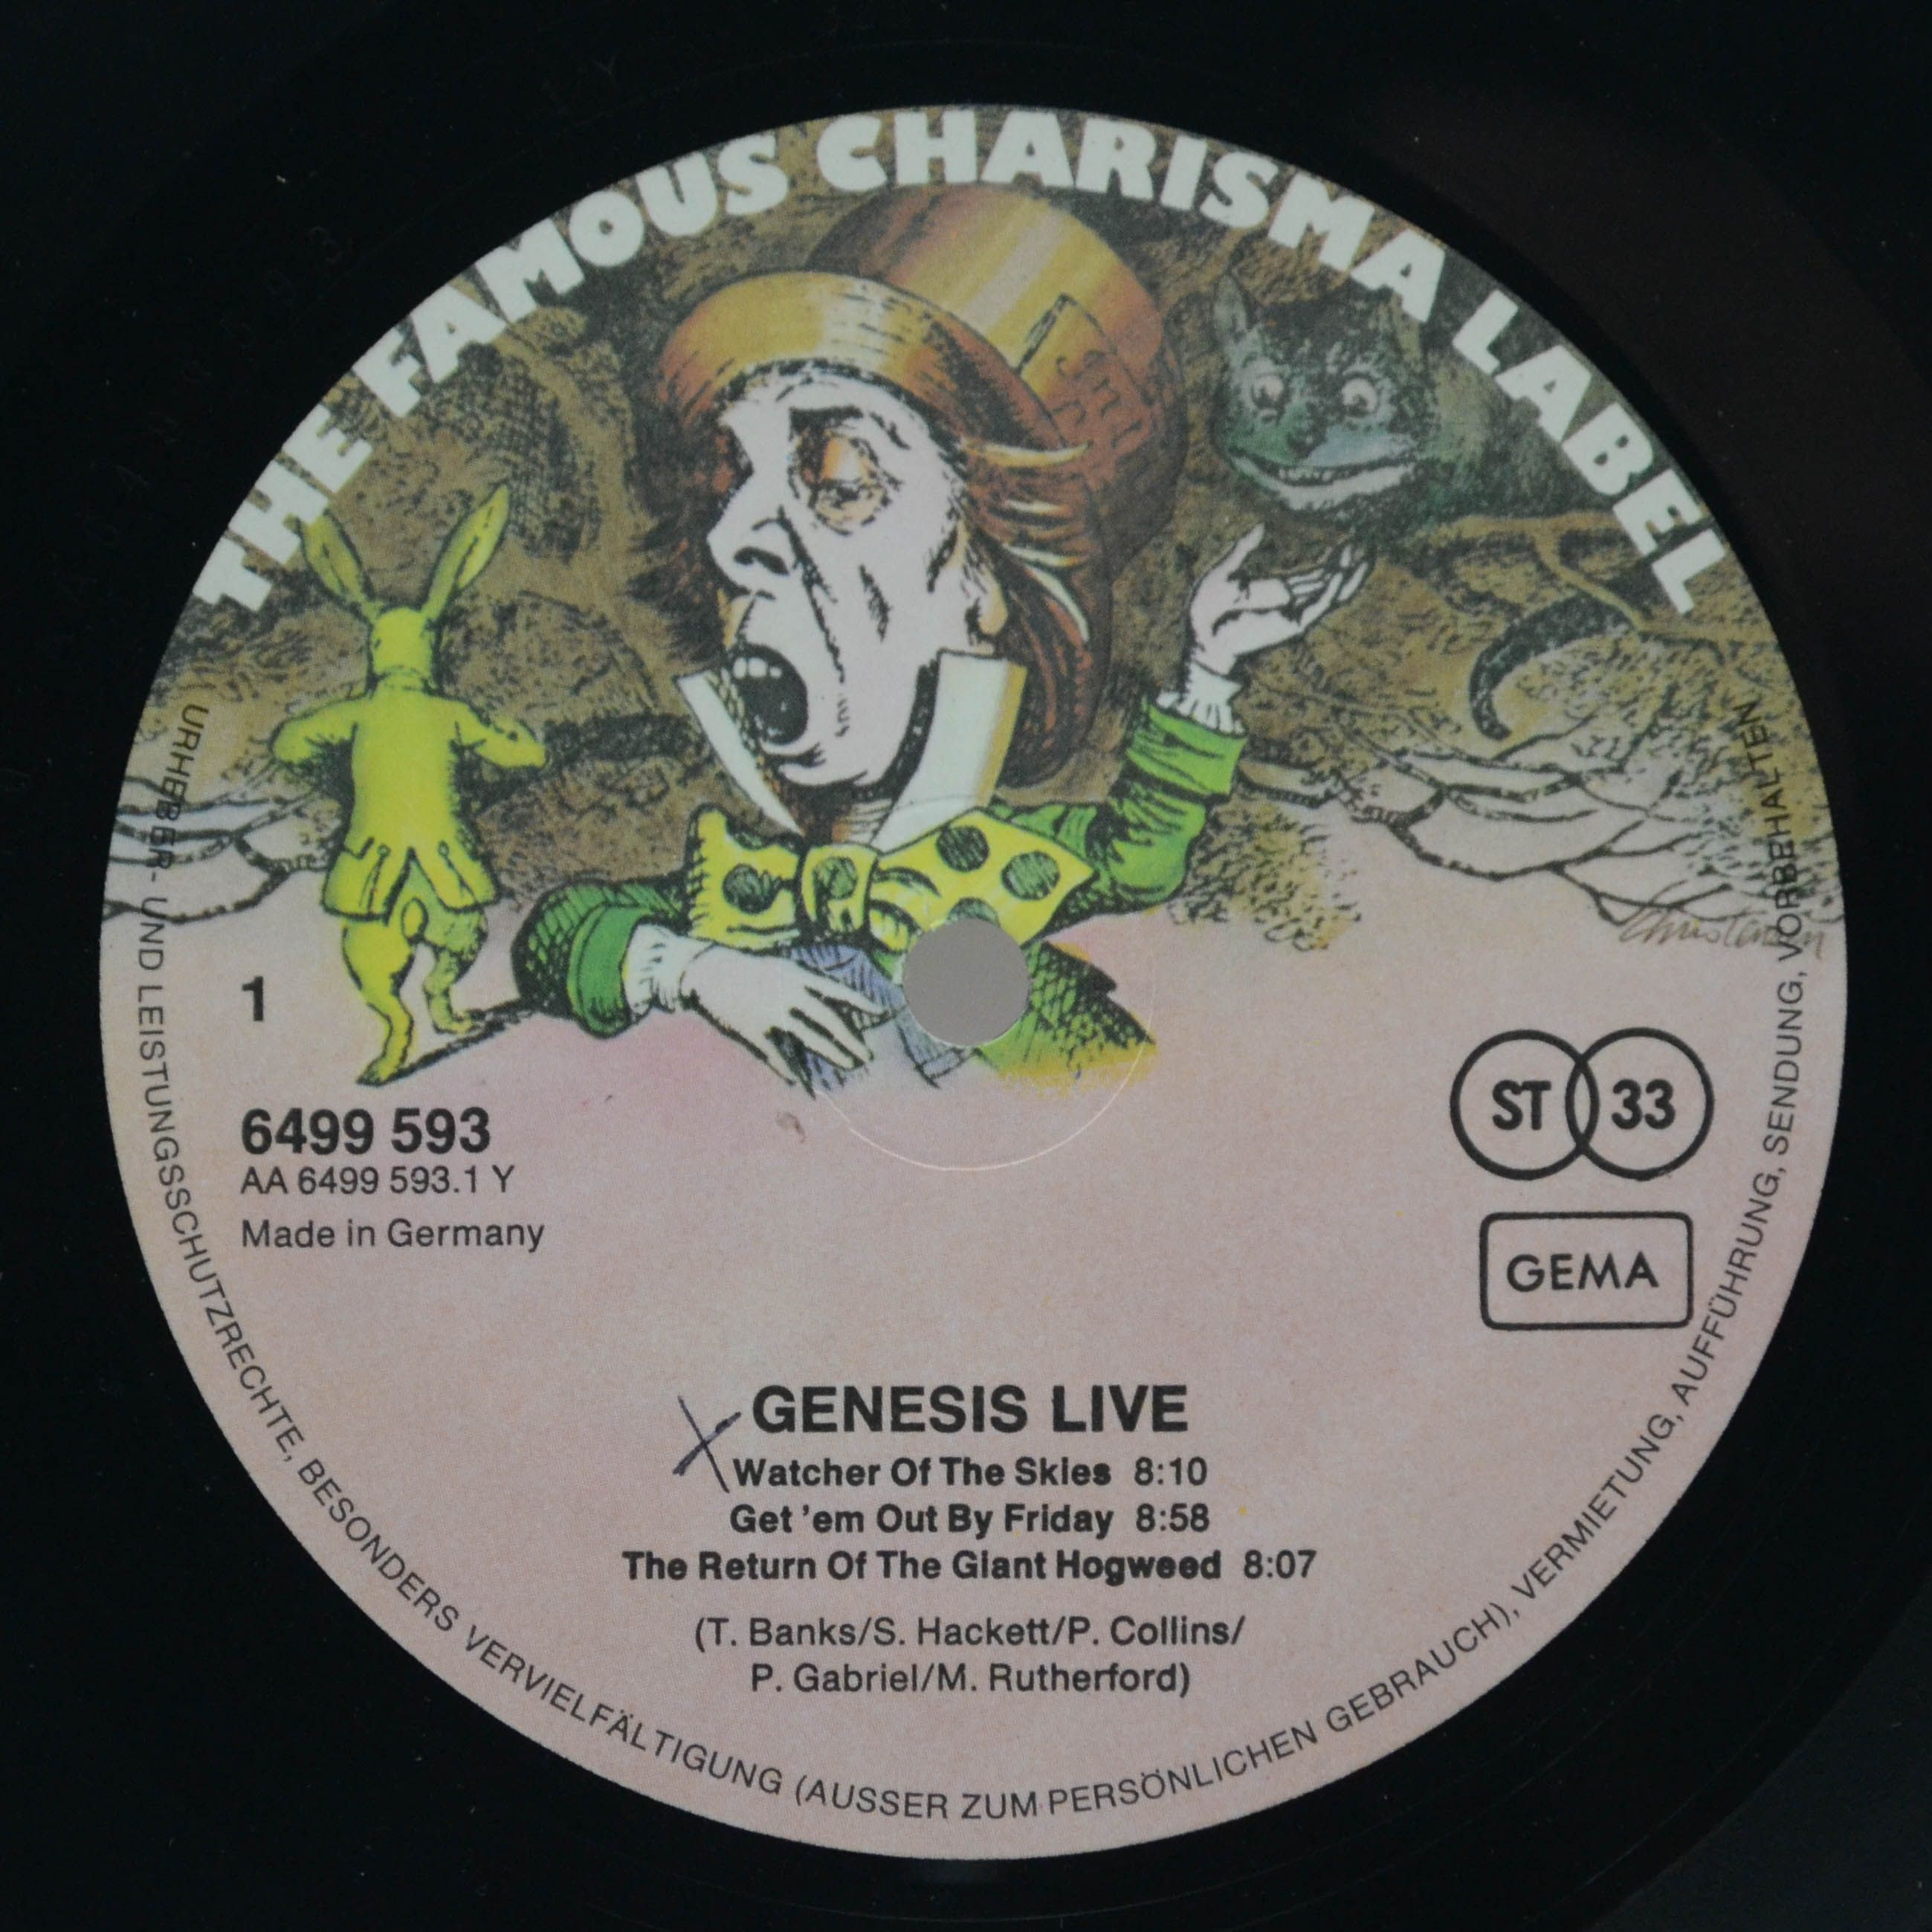 THE FAMOUS CHARISMA LABEL
1
6499 593
AA 6499 593.1 Y
Made in Germany
ST 33
GEMA
GENESIS LIVE
Watcher Of The Skies 8:10
Get 'em Out By Friday 8:58
The Return Of The Giant Hogweed 8:07
(T. Banks/S. Hackett/P. Collins/
P. Gabriel/M. Rutherford)
URHEBER- UND LEISTUNGSSCHUTZRECHTE, BESONDERS VERVIELFÄLTIGUNG (AUSSER ZUM PERSÖNLICHEN GEBRAUCH), VERMIETUNG, AUFFÜHRUNG, SENDUNG, VORBEHALTEN